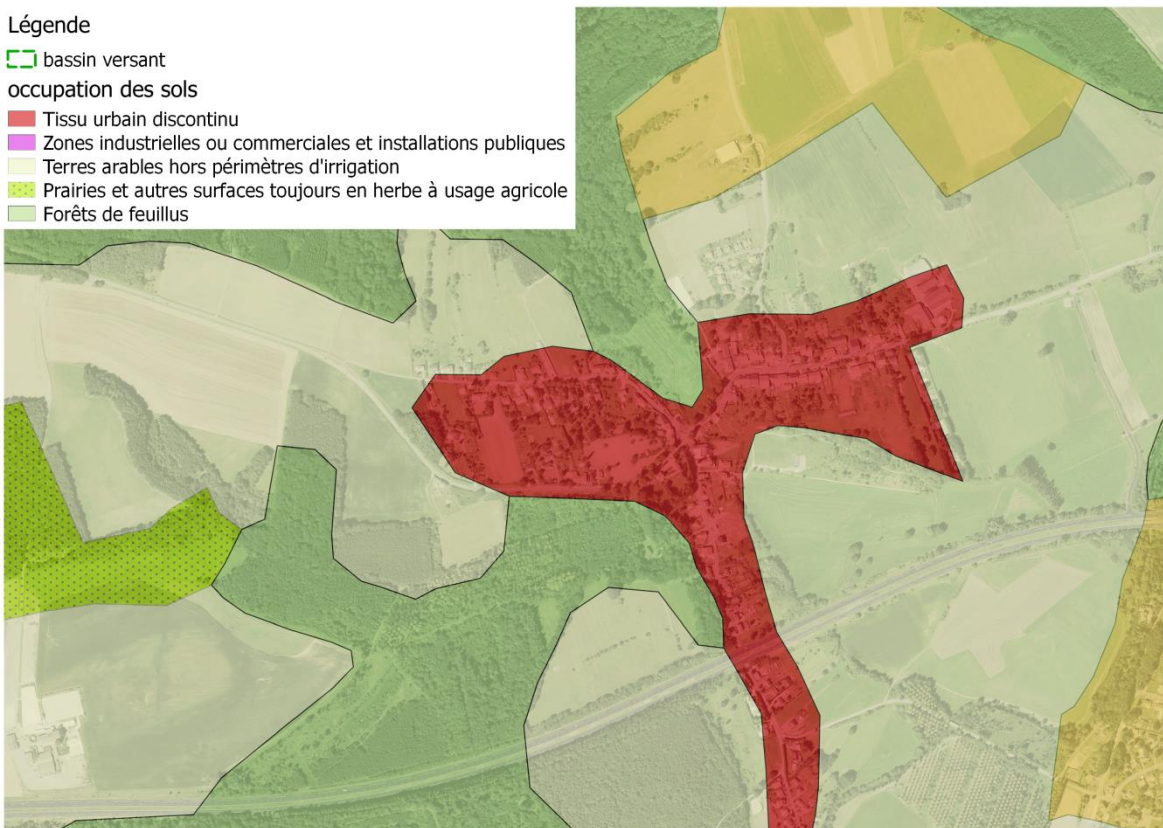 Légende
bassin versant
occupation des sols
Tissu urbain discontinu
Zones industrielles ou commerciales et installations publiques
Terres arables hors périmètres d'irrigation
Prairies et autres surfaces toujours en herbe à usage agricole
Forêts de feuillus